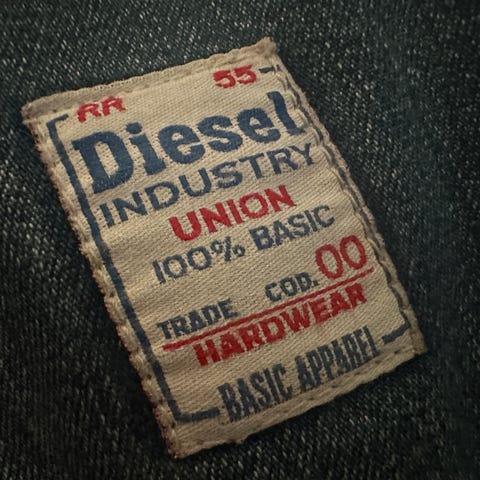 RR 55
Diesel
INDUSTRY
UNION
100% BASIC
TRADE COD. 00
HARDWEAR
BASIC APPAREL